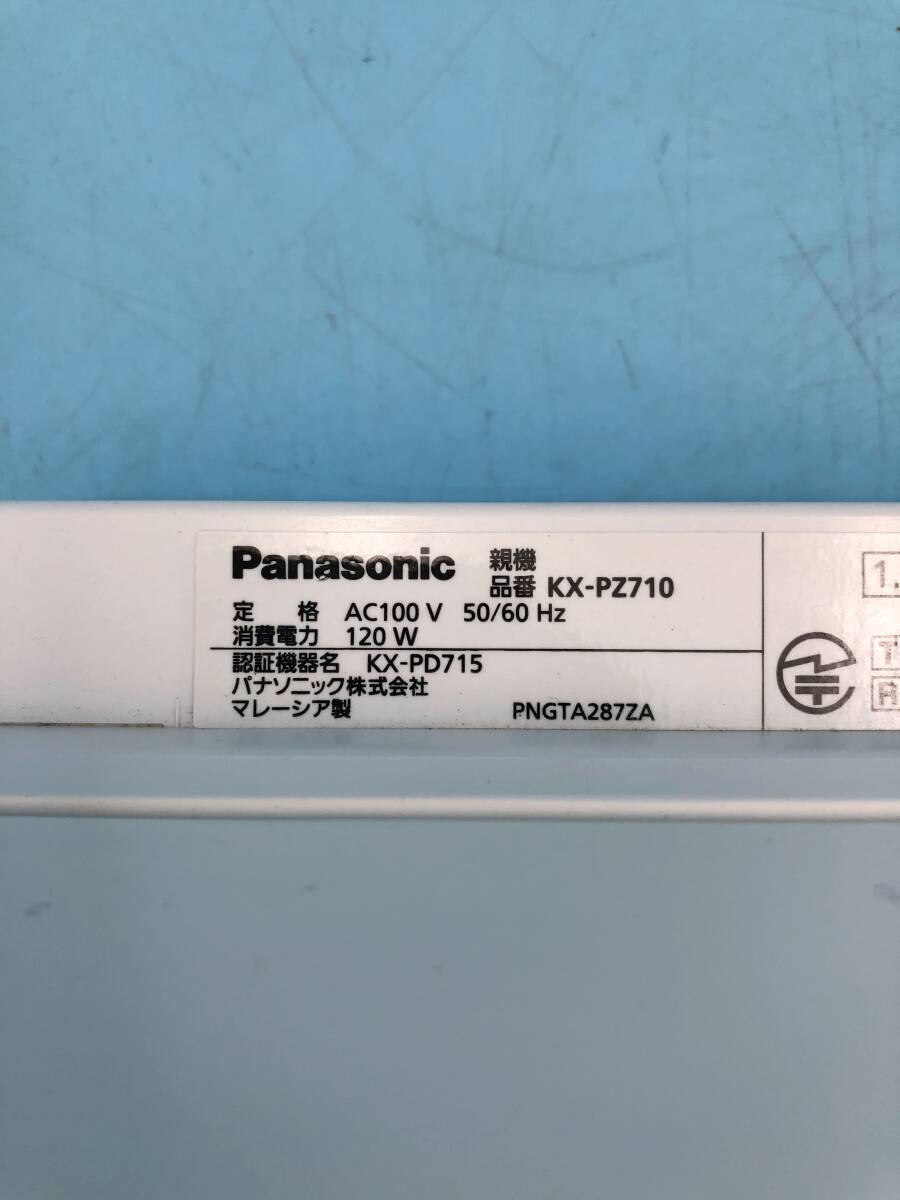 Panasonic 親機
品番 KX-PZ710
定 格 AC100 V 50/60 Hz
消費電力 120 W
認証機器名 KX-PD715
パナソニック株式会社
マレーシア製 PNGTA287ZA
1.
T
A